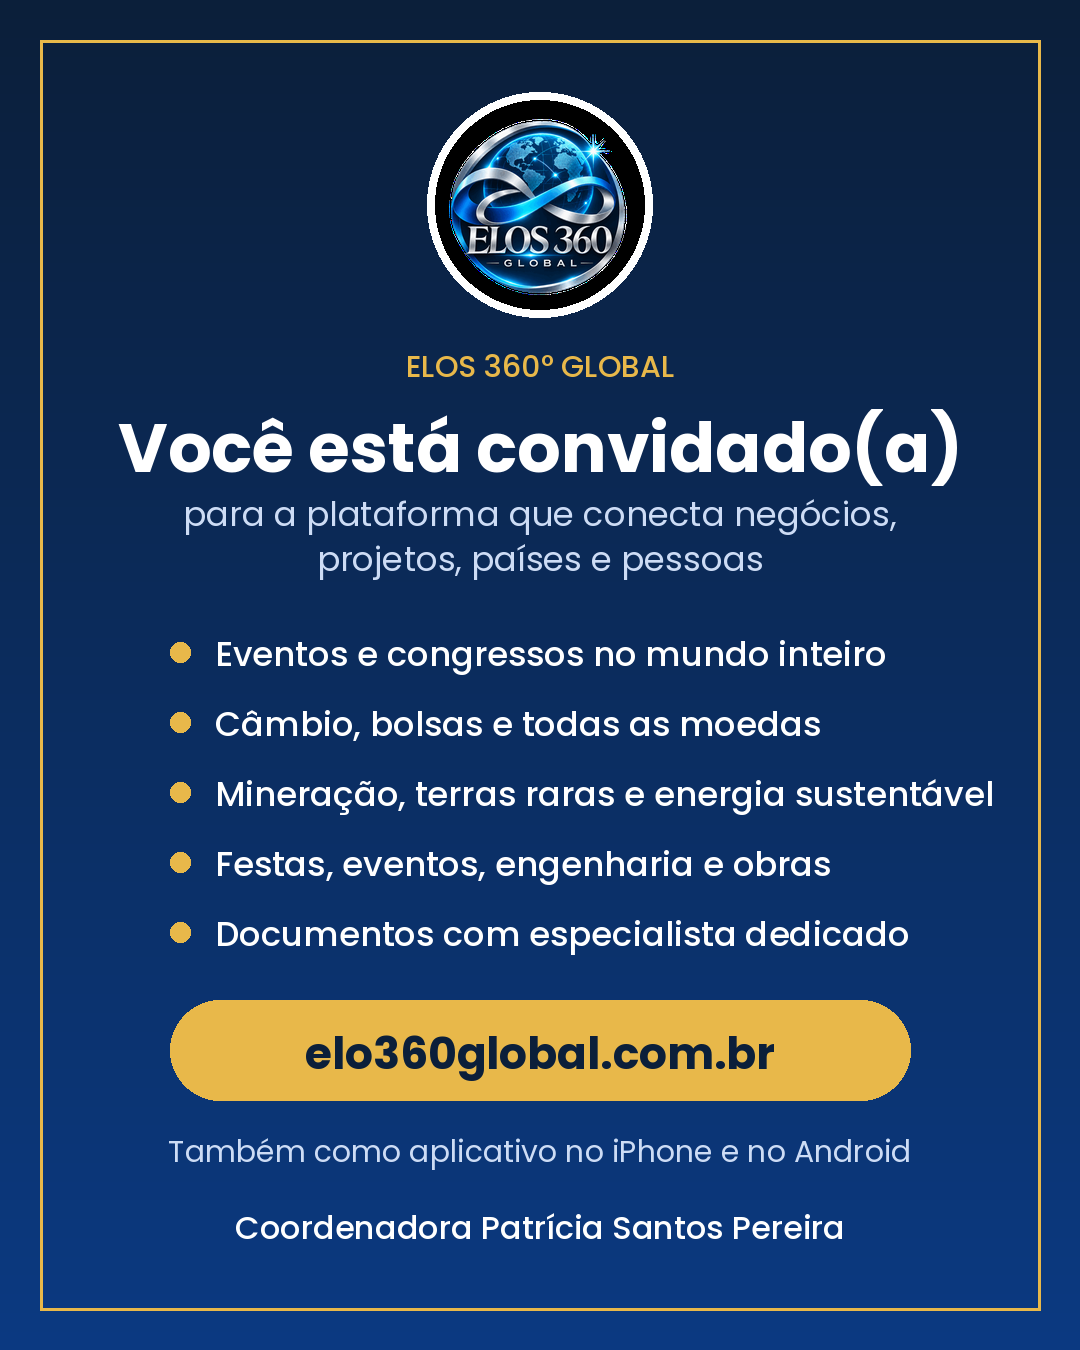 ELOS 360
GLOBAL
ELOS 360° GLOBAL
Você está convidado(a)
para a plataforma que conecta negócios,
projetos, países e pessoas
Eventos e congressos no mundo inteiro
Câmbio, bolsas e todas as moedas
Mineração, terras raras e energia sustentável
Festas, eventos, engenharia e obras
Documentos com especialista dedicado
elo360global.com.br
Também como aplicativo no iPhone e no Android
Coordenadora Patrícia Santos Pereira